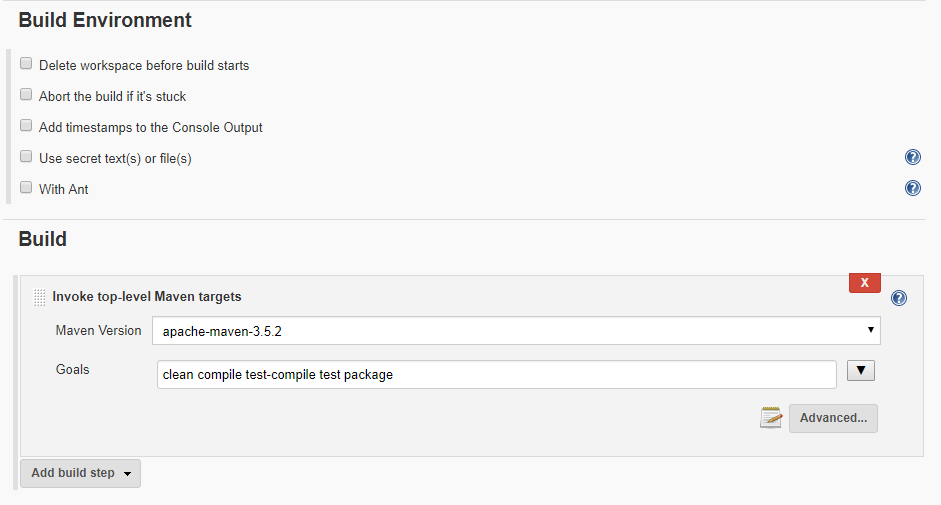 Build Environment
Delete workspace before build starts
Abort the build if it's stuck
Add timestamps to the Console Output
Use secret text(s) or file(s)
?
With Ant
?
Build
Invoke top-level Maven targets
X
?
Maven Version
apache-maven-3.5.2
Goals
clean compile test-compile test package
Advanced...
Add build step